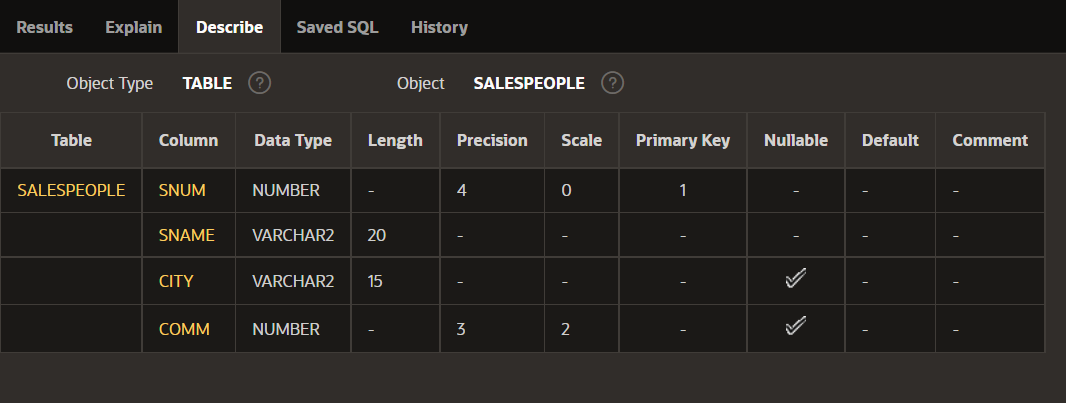 Results Explain Describe Saved SQL History
Object Type TABLE ? Object SALESPEOPLE ?
Table Column Data Type Length Precision Scale Primary Key Nullable Default Comment
SALESPEOPLE SNUM NUMBER - 4 0 1 - - -
SNAME VARCHAR2 20 - - - - - -
CITY VARCHAR2 15 - - - - -
COMM NUMBER - 3 2 - - -